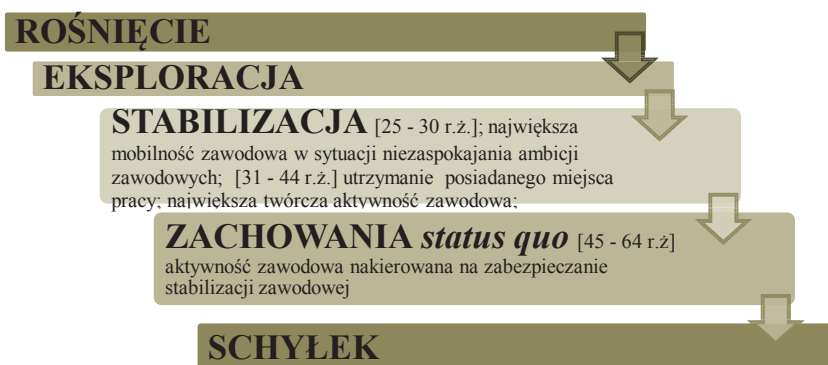 ROŚNIĘCIE
EKSPLORACJA
STABILIZACJA [25 - 30 r.ż.]; największa
mobilność zawodowa w sytuacji niezaspokajania ambicji
zawodowych; [31 - 44 r.ż.] utrzymanie posiadanego miejsca
pracy; największa twórcza aktywność zawodowa;
ZACHOWANIA status quo [45 - 64 r.ż]
aktywność zawodowa nakierowana na zabezpieczanie
stabilizacji zawodowej
SCHYŁEK